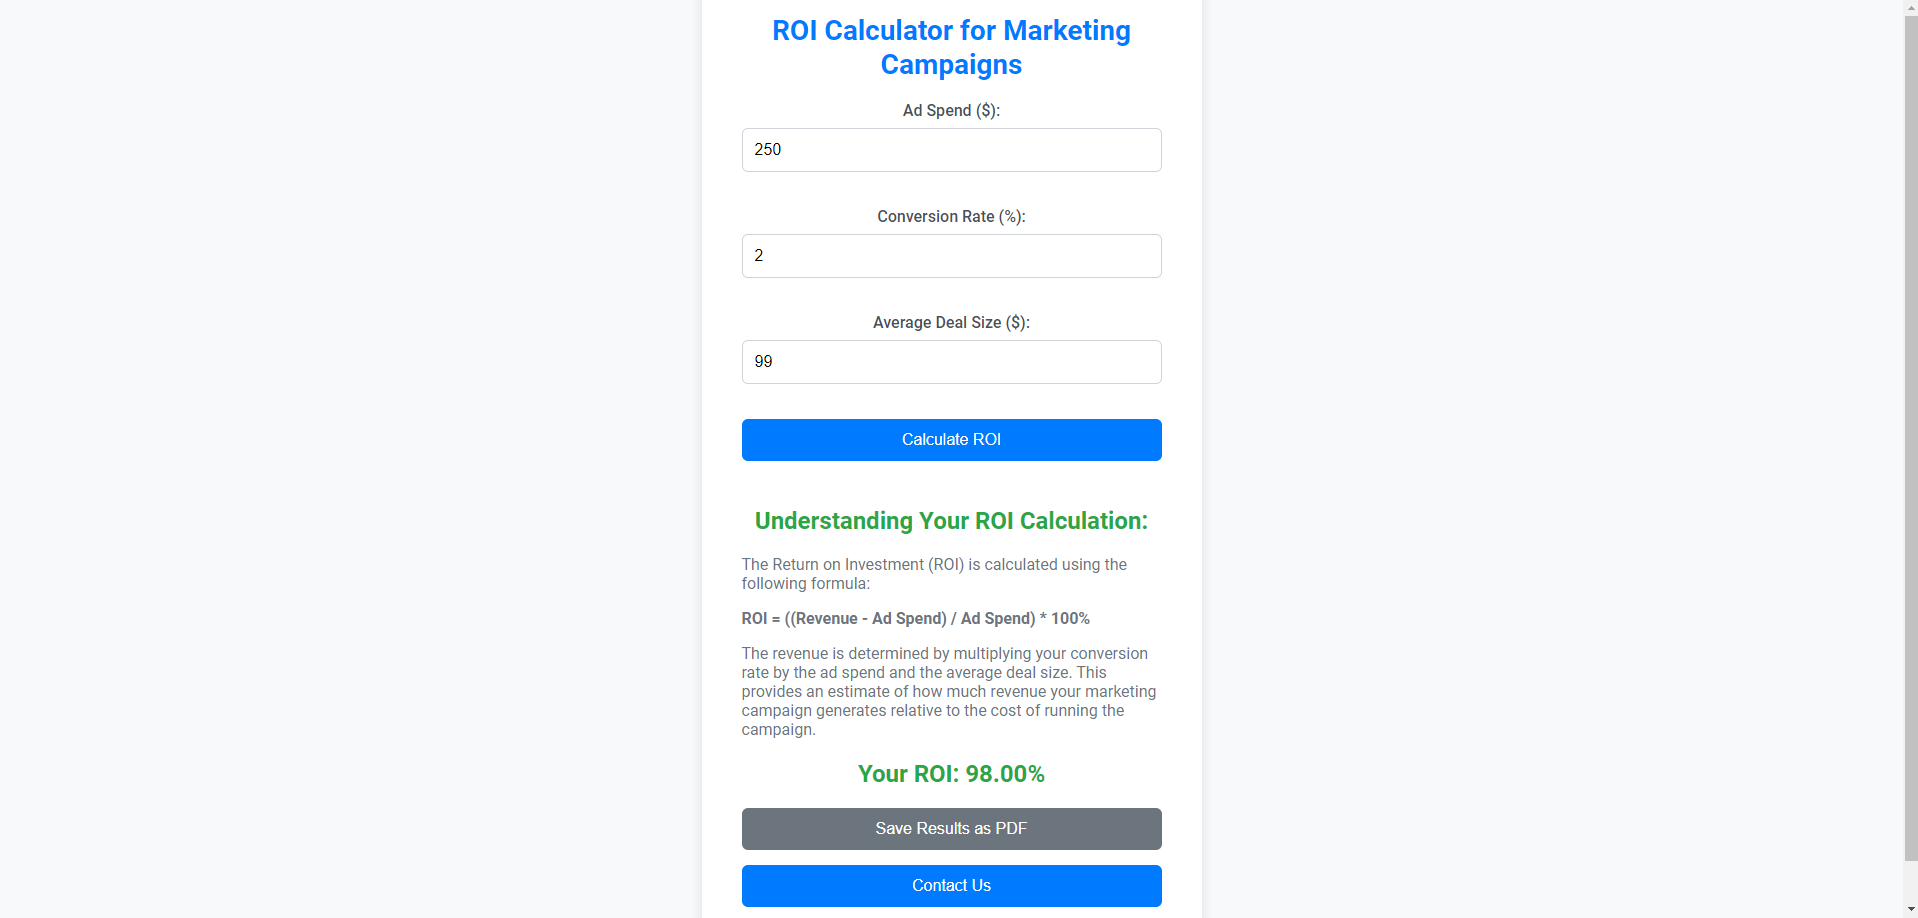 ROI Calculator for Marketing
Campaigns
Ad Spend ($):
250
Conversion Rate (%):
2
Average Deal Size ($):
99
Calculate ROI
Understanding Your ROI Calculation:
The Return on Investment (ROI) is calculated using the
following formula:
ROI = ((Revenue - Ad Spend) / Ad Spend) * 100%
The revenue is determined by multiplying your conversion
rate by the ad spend and the average deal size. This
provides an estimate of how much revenue your marketing
campaign generates relative to the cost of running the
campaign.
Your ROI: 98.00%
Save Results as PDF
Contact Us